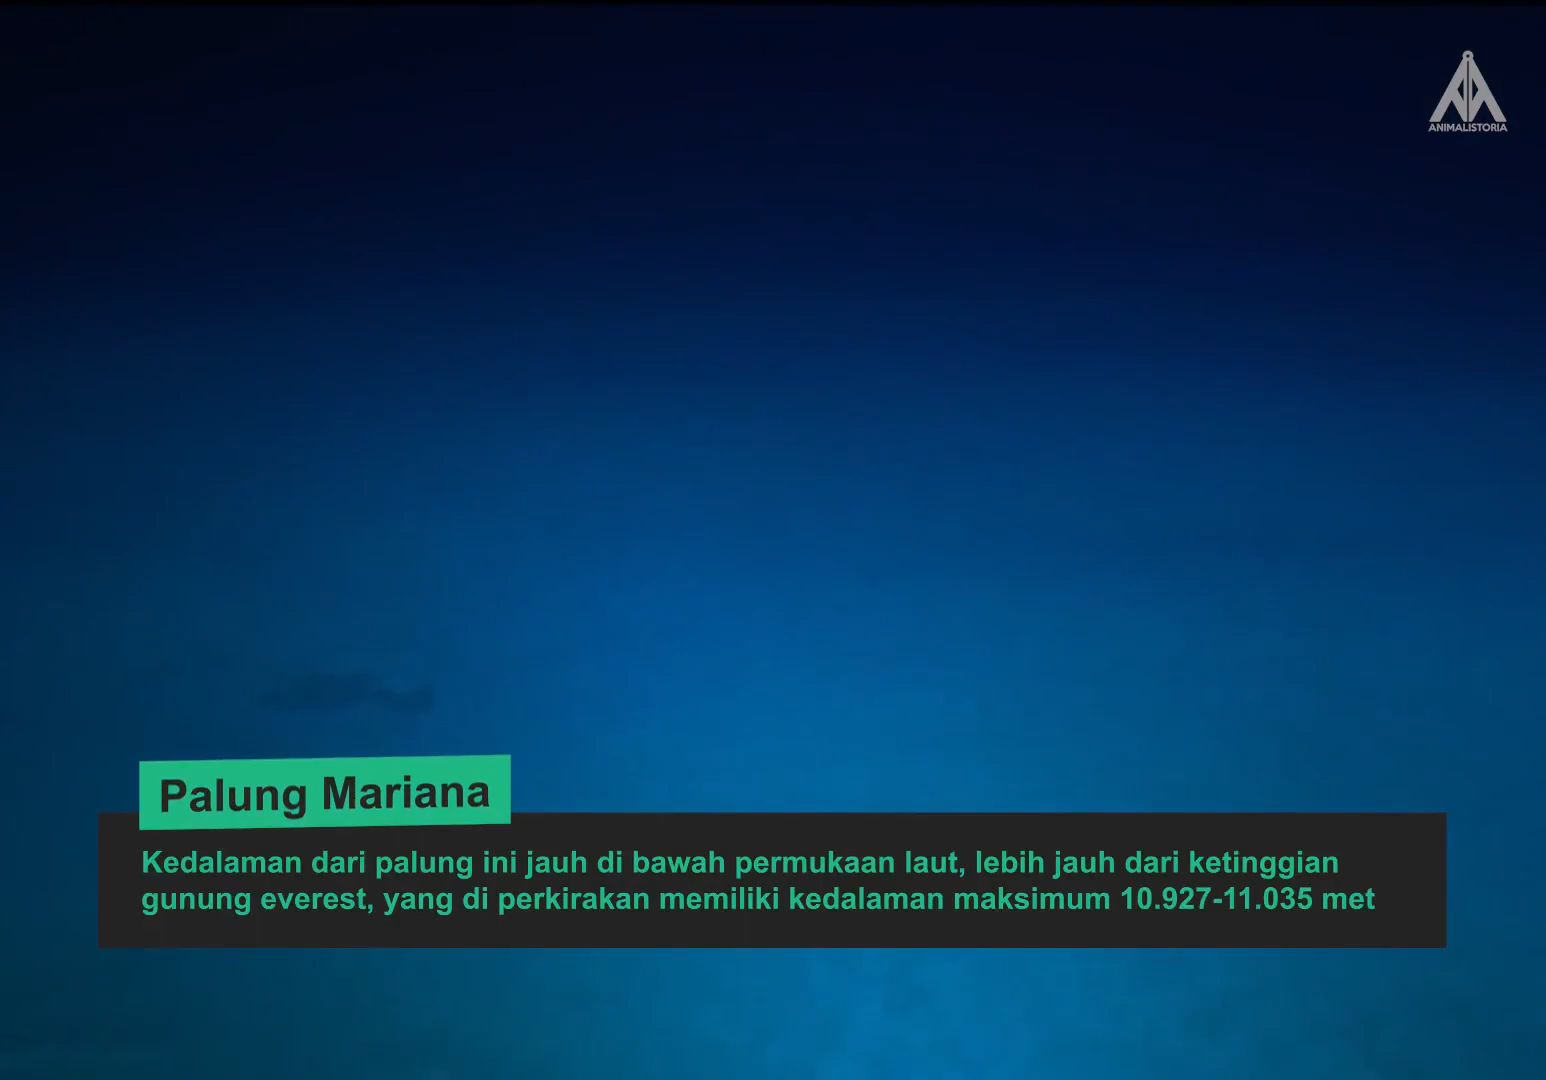 ANIMALISTORIA
Palung Mariana
Kedalaman dari palung ini jauh di bawah permukaan laut, lebih jauh dari ketinggian
gunung everest, yang di perkirakan memiliki kedalaman maksimum 10.927-11.035 met